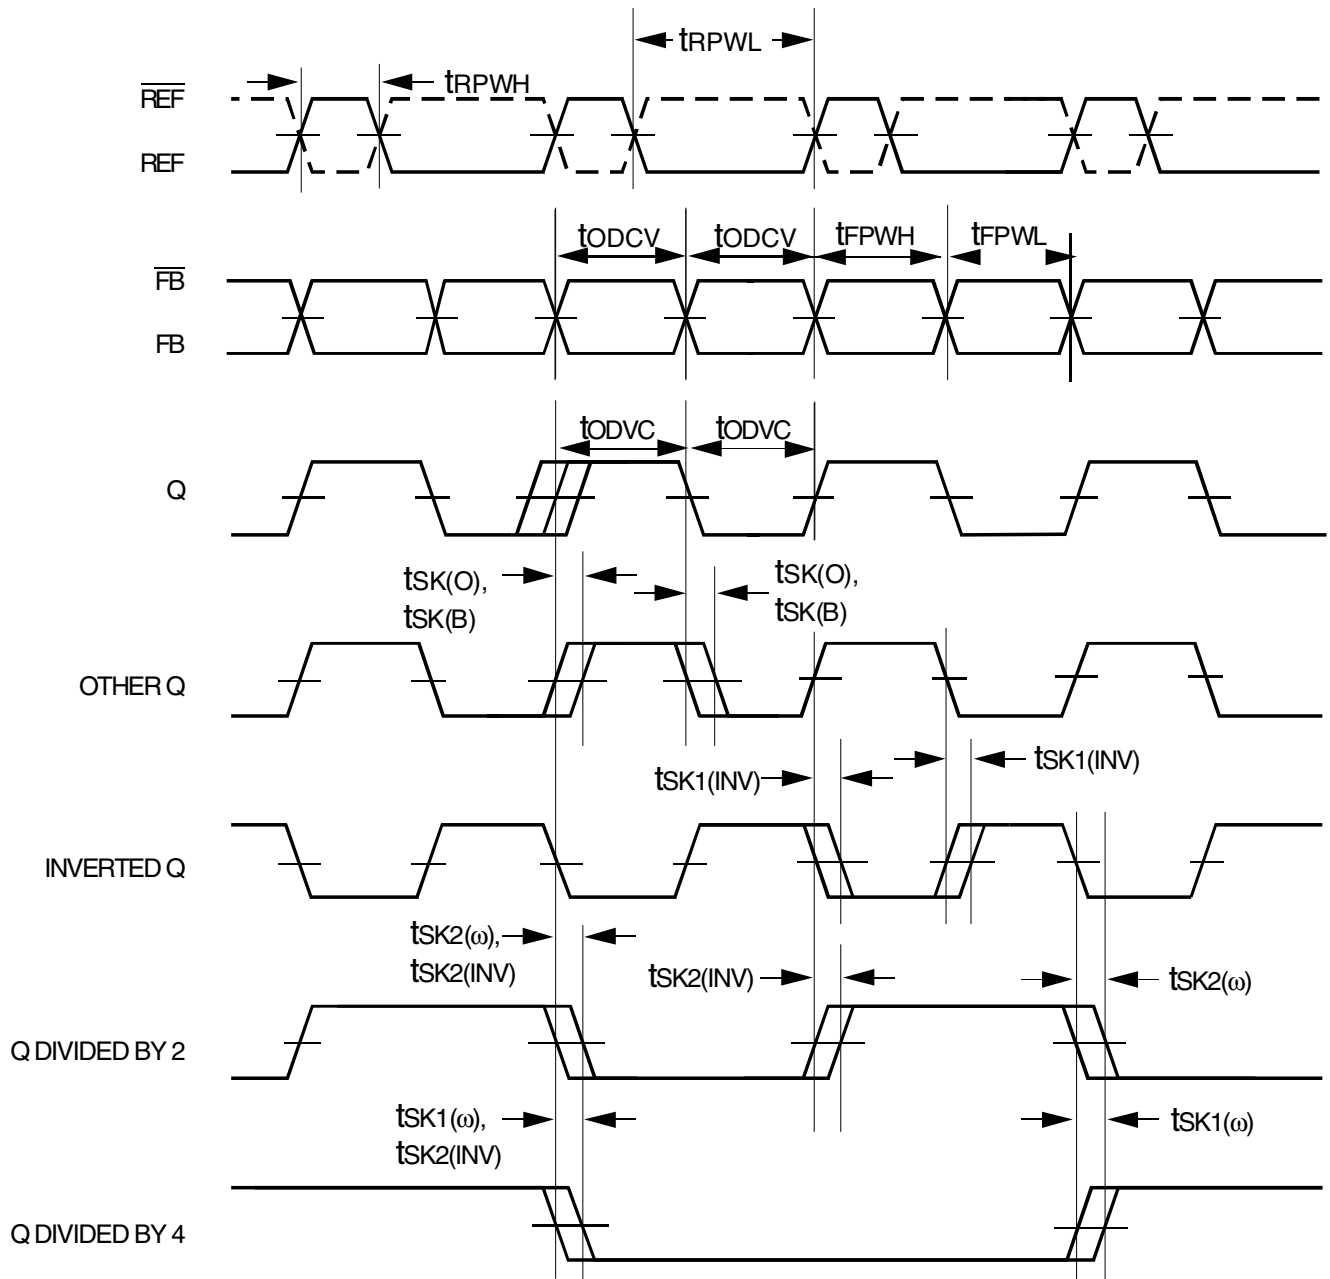 tRPWL
tRPWH
REF
REF
tODCV
tODCV
tFPWH
tFPWL
FB
FB
tODVC
tODVC
Q
tSK(O),
tSK(B)
tSK(O),
tSK(B)
OTHER Q
tSK1(INV)
tSK1(INV)
INVERTED Q
tSK2(ω),
tSK2(INV)
tSK2(INV)
tSK2(ω)
Q DIVIDED BY 2
tSK1(ω),
tSK2(INV)
tSK1(ω)
Q DIVIDED BY 4